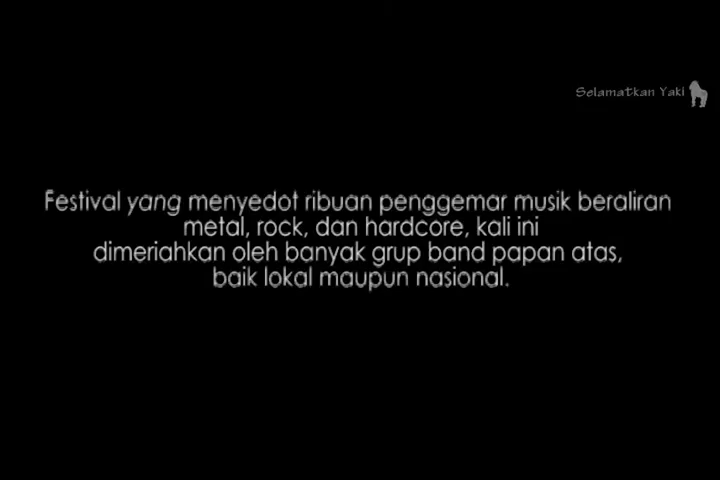 Selamatkan Yaki
Festival yang menyedot ribuan penggemar musik beraliran
metal, rock, dan hardcore, kali ini
dimeriahkan oleh banyak grup band papan atas,
baik lokal maupun nasional.